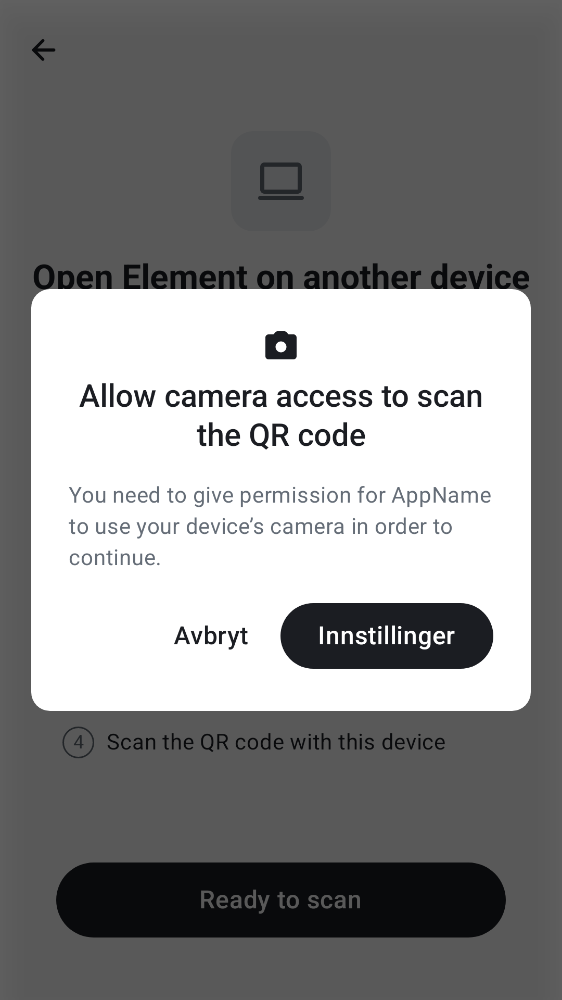 Open Element on another device
Allow camera access to scan
the QR code
You need to give permission for AppName
to use your device’s camera in order to
continue.
Avbryt
Innstillinger
4
Scan the QR code with this device
Ready to scan